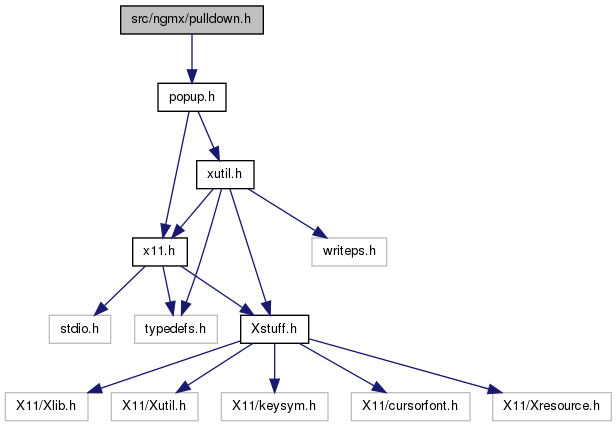 src/ngmx/pulldown.h
popup.h
xutil.h
x11.h
writeps.h
stdio.h
typedefs.h
Xstuff.h
X11/Xlib.h
X11/Xutil.h
X11/keysym.h
X11/cursorfont.h
X11/Xresource.h